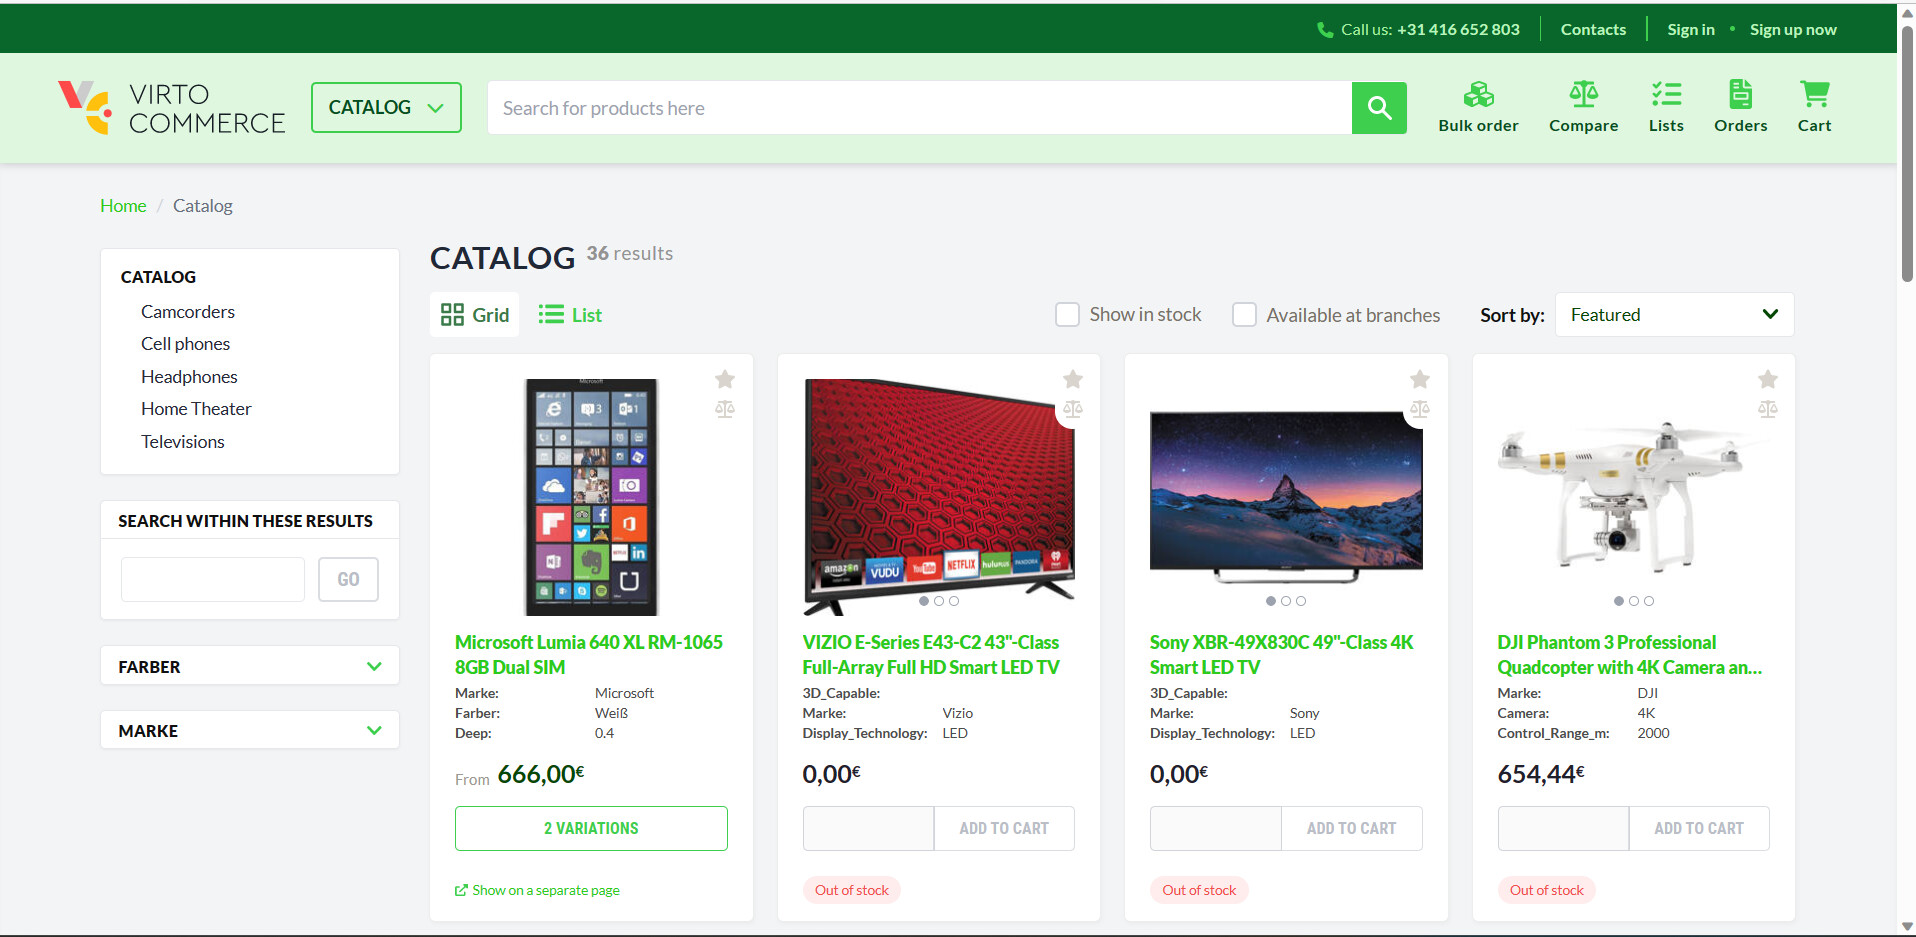 Call us: +31 416 652 803
Contacts
Sign in • Sign up now
VIRTO
COMMERCE
CATALOG
Search for products here
Bulk order
Compare
Lists
Orders
Cart
Home / Catalog
CATALOG
Camcorders
Cell phones
Headphones
Home Theater
Televisions
SEARCH WITHIN THESE RESULTS
GO
FARBER
MARKE
CATALOG 36 results
Grid
List
Show in stock
Available at branches
Sort by: Featured
Microsoft
Microsoft Lumia 640 XL RM-1065
8GB Dual SIM
Marke: Microsoft
Farber: Weiß
Deep: 0.4
From 666,00€
2 VARIATIONS
Show on a separate page
amazon
VUDU
YouTube
NETFLIX
hulu
PANDORA
VIZIO E-Series E43-C2 43"-Class
Full-Array Full HD Smart LED TV
3D_Capable:
Marke: Vizio
Display_Technology: LED
0,00€
ADD TO CART
Out of stock
Sony XBR-49X830C 49"-Class 4K
Smart LED TV
3D_Capable:
Marke: Sony
Display_Technology: LED
0,00€
ADD TO CART
Out of stock
DJI Phantom 3 Professional
Quadcopter with 4K Camera an...
Marke: DJI
Camera: 4K
Control_Range_m: 2000
654,44€
ADD TO CART
Out of stock